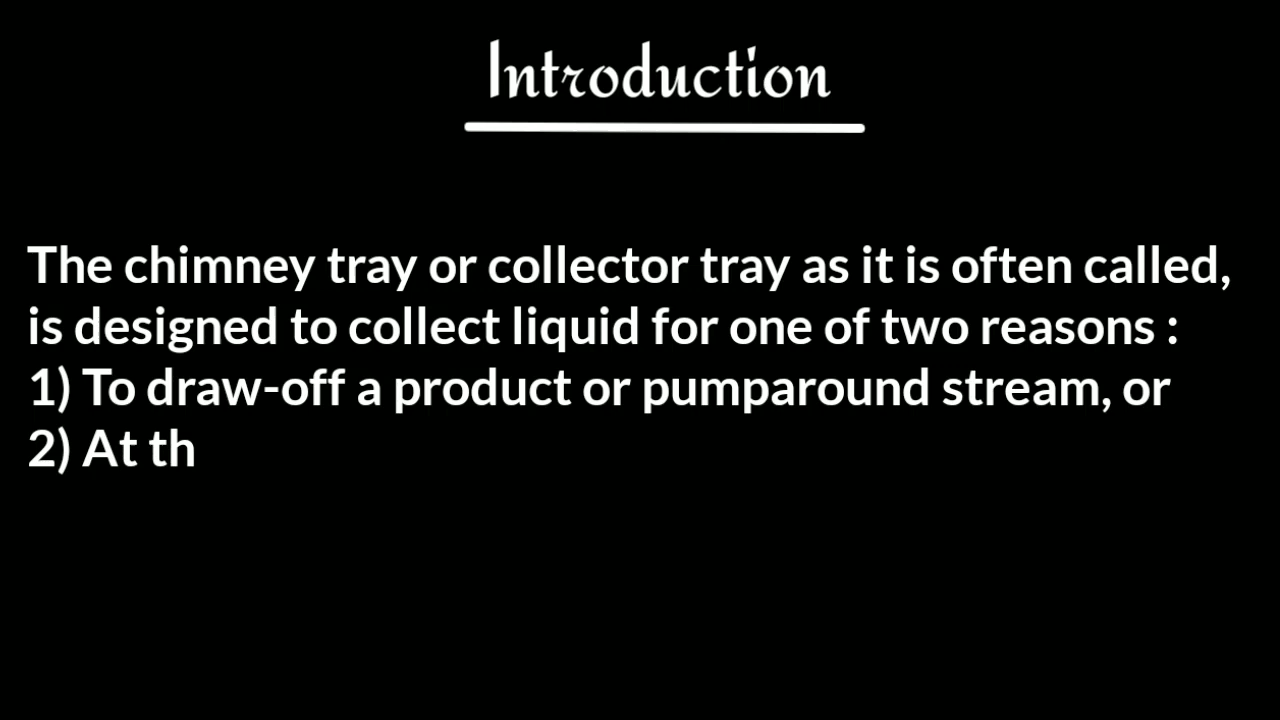 Introduction
The chimney tray or collector tray as it is often called,
is designed to collect liquid for one of two reasons :
1) To draw-off a product or pumparound stream, or
2) At th